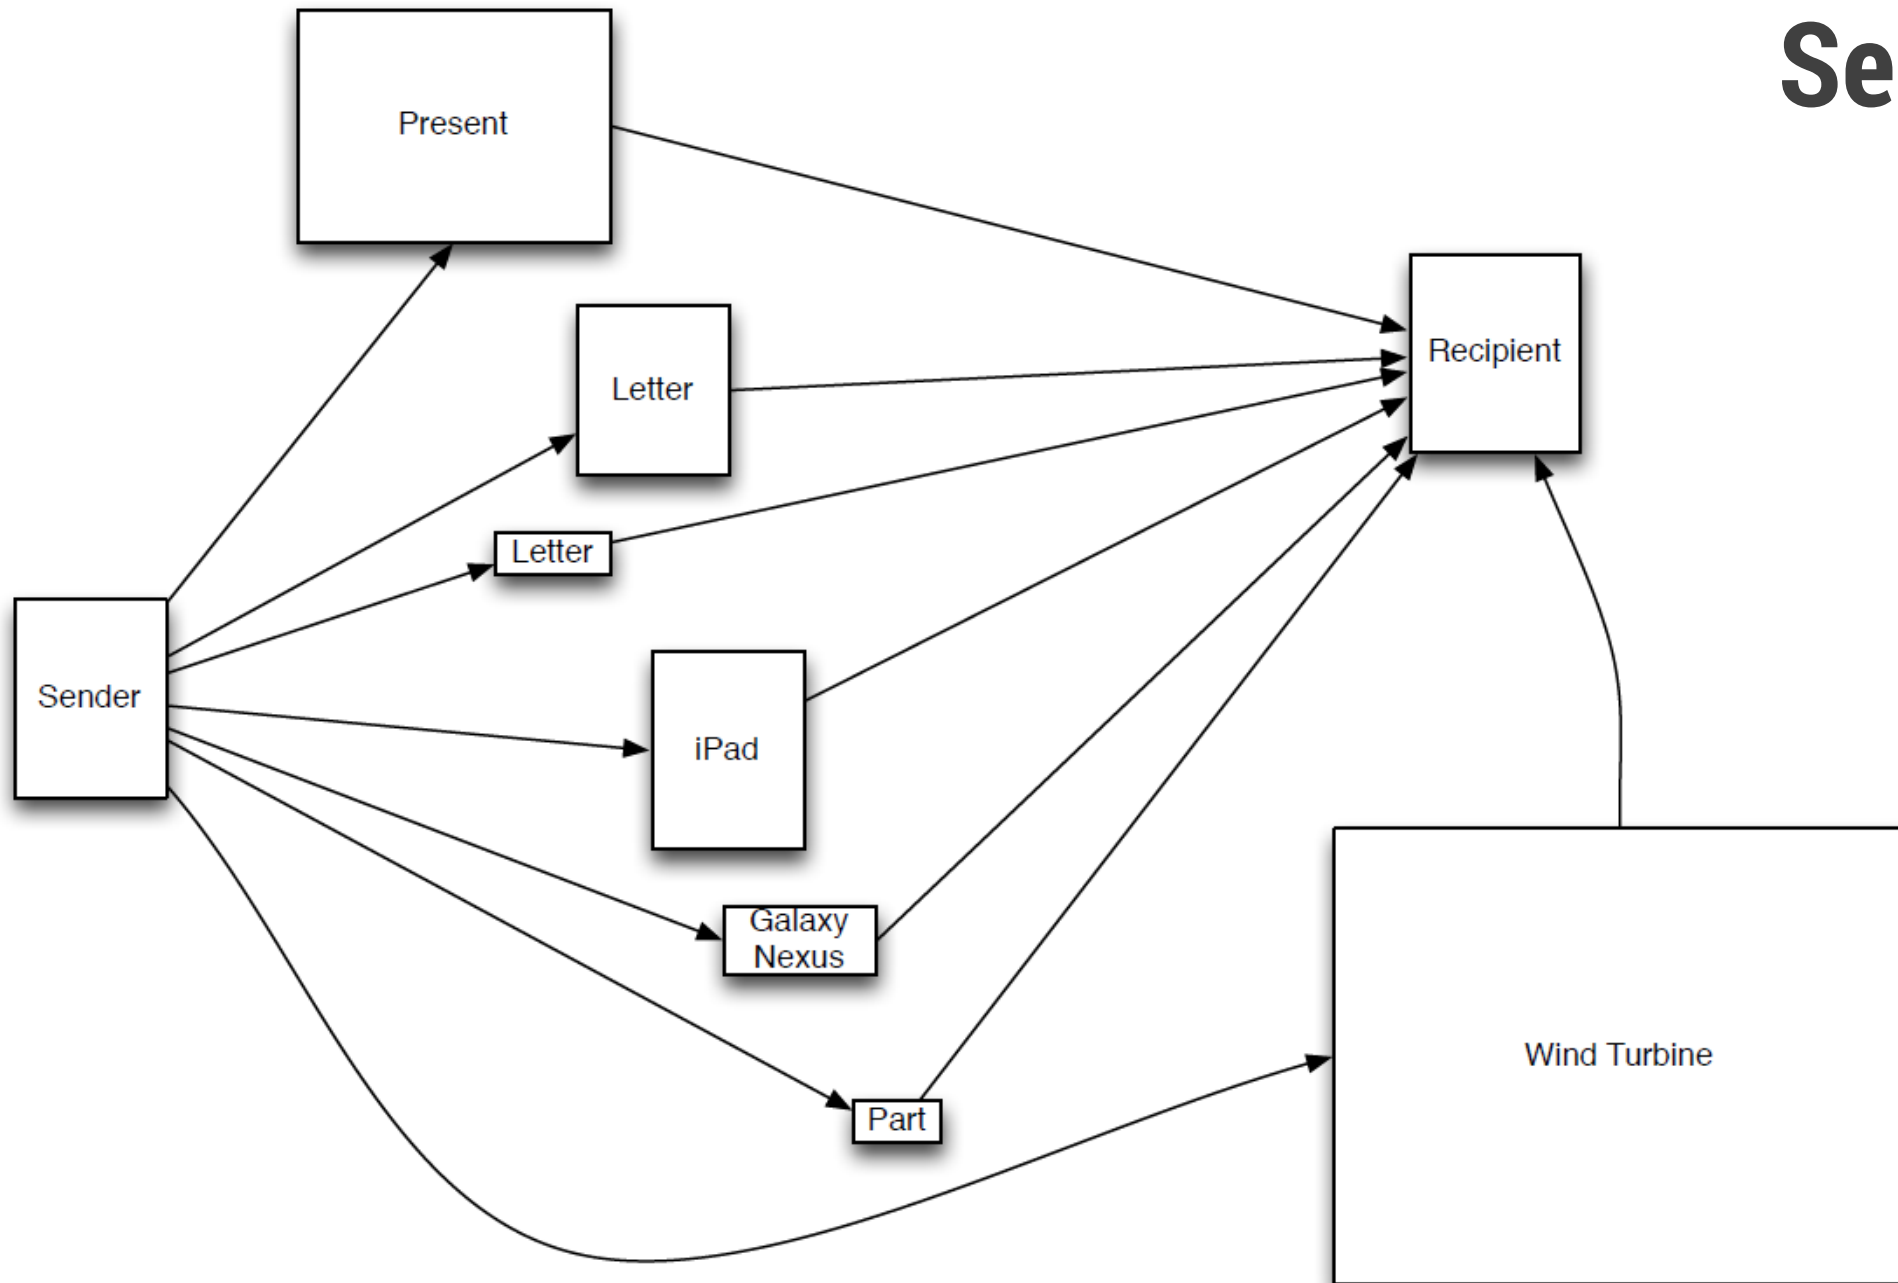 Se
Present
Recipient
Letter
Letter
Sender
iPad
Galaxy
Nexus
Wind Turbine
Part